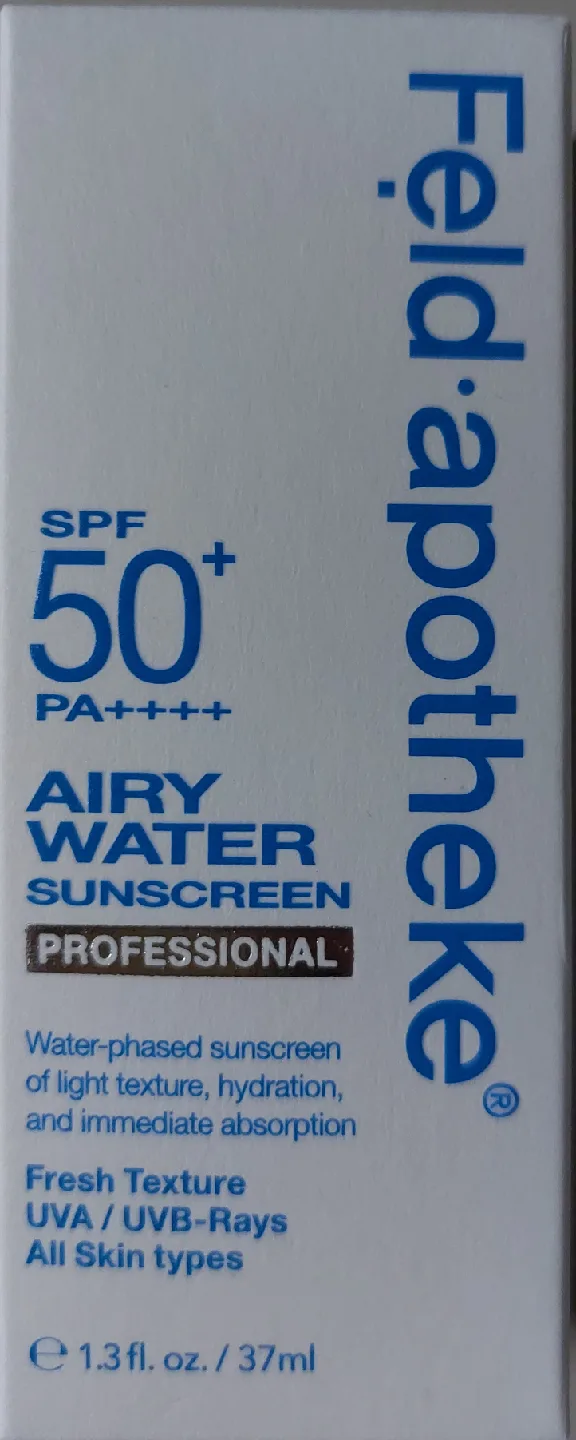 Fẹld·apotheke®
SPF
50+
PA++++
AIRY
WATER
SUNSCREEN
PROFESSIONAL
Water-phased sunscreen
of light texture, hydration,
and immediate absorption
Fresh Texture
UVA / UVB-Rays
All Skin types
℮ 1.3 fl. oz. / 37ml